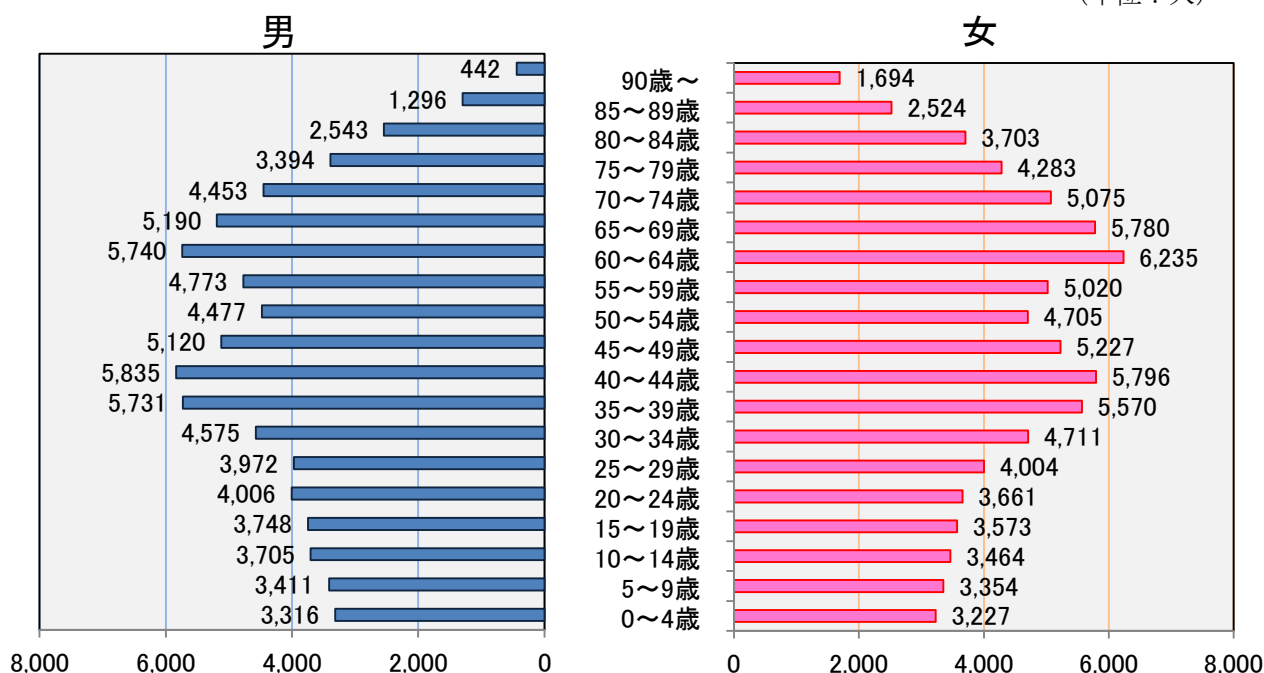 (単位：人)
男
女
442 90歳～ 1,694
1,296 85～89歳 2,524
2,543 80～84歳 3,703
3,394 75～79歳 4,283
4,453 70～74歳 5,075
5,190 65～69歳 5,780
5,740 60～64歳 6,235
4,773 55～59歳 5,020
4,477 50～54歳 4,705
5,120 45～49歳 5,227
5,835 40～44歳 5,796
5,731 35～39歳 5,570
4,575 30～34歳 4,711
3,972 25～29歳 4,004
4,006 20～24歳 3,661
3,748 15～19歳 3,573
3,705 10～14歳 3,464
3,411 5～9歳 3,354
3,316 0～4歳 3,227
8,000 6,000 4,000 2,000 0 0 2,000 4,000 6,000 8,000